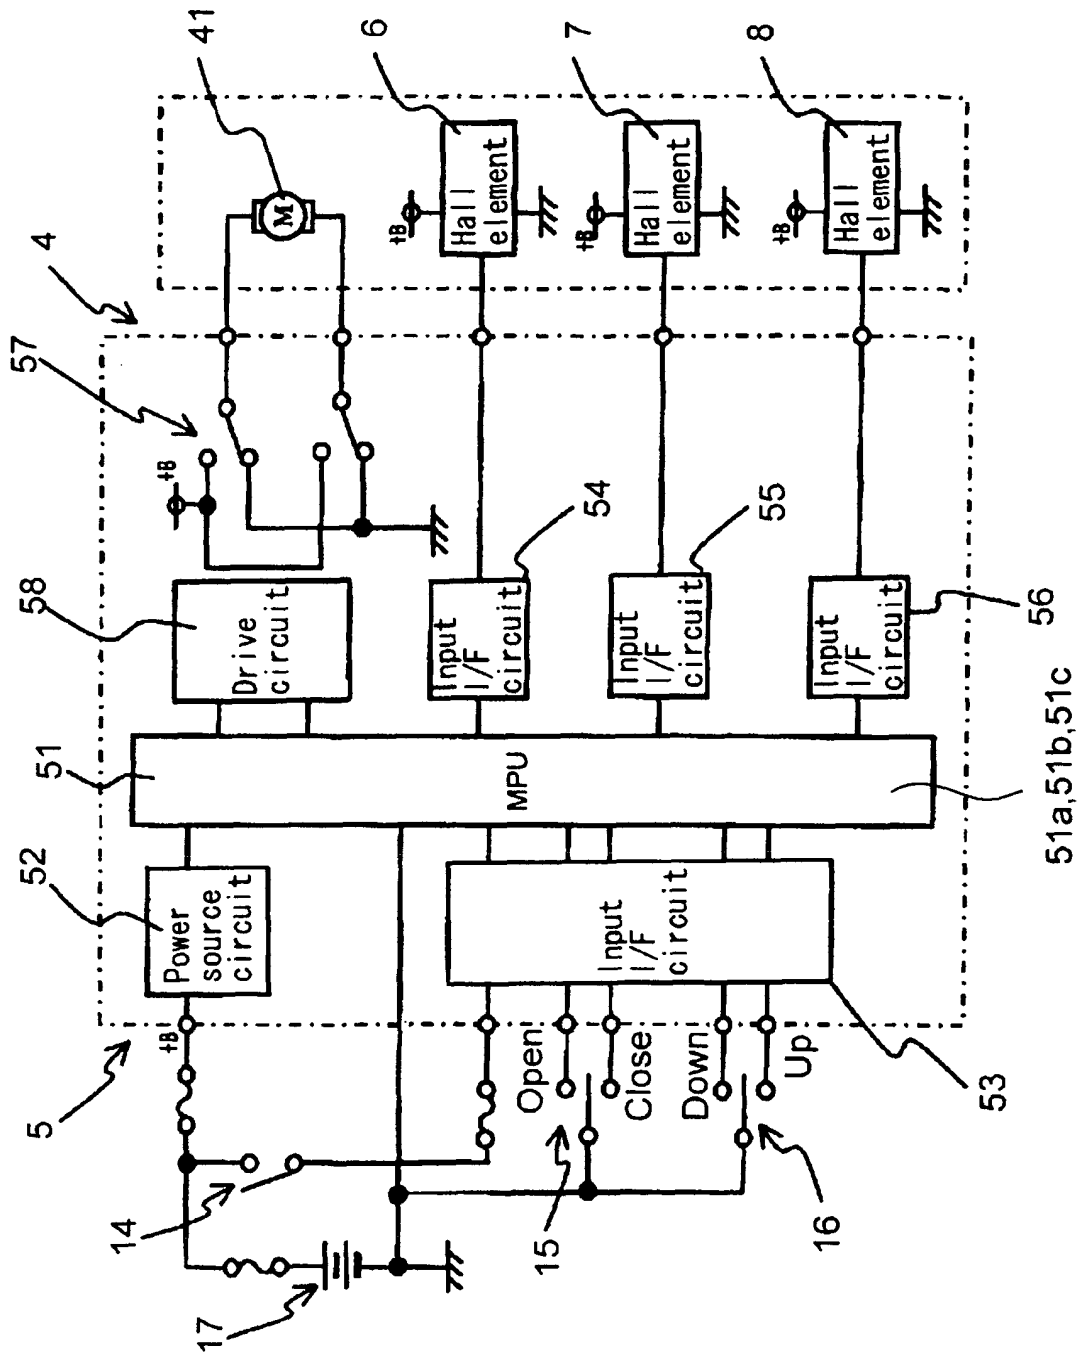 17
14
5
52
51
58
57
4
41
6
7
8
+B
Power
source
circuit
MPU
Drive
circuit
+B
M
+B
Hall
element
+B
Hall
element
+B
Hall
element
Input
I/F
circuit
54
Input
I/F
circuit
55
Input
I/F
circuit
56
Input
I/F
circuit
53
Open
Close
15
Down
Up
16
51a,51b,51c